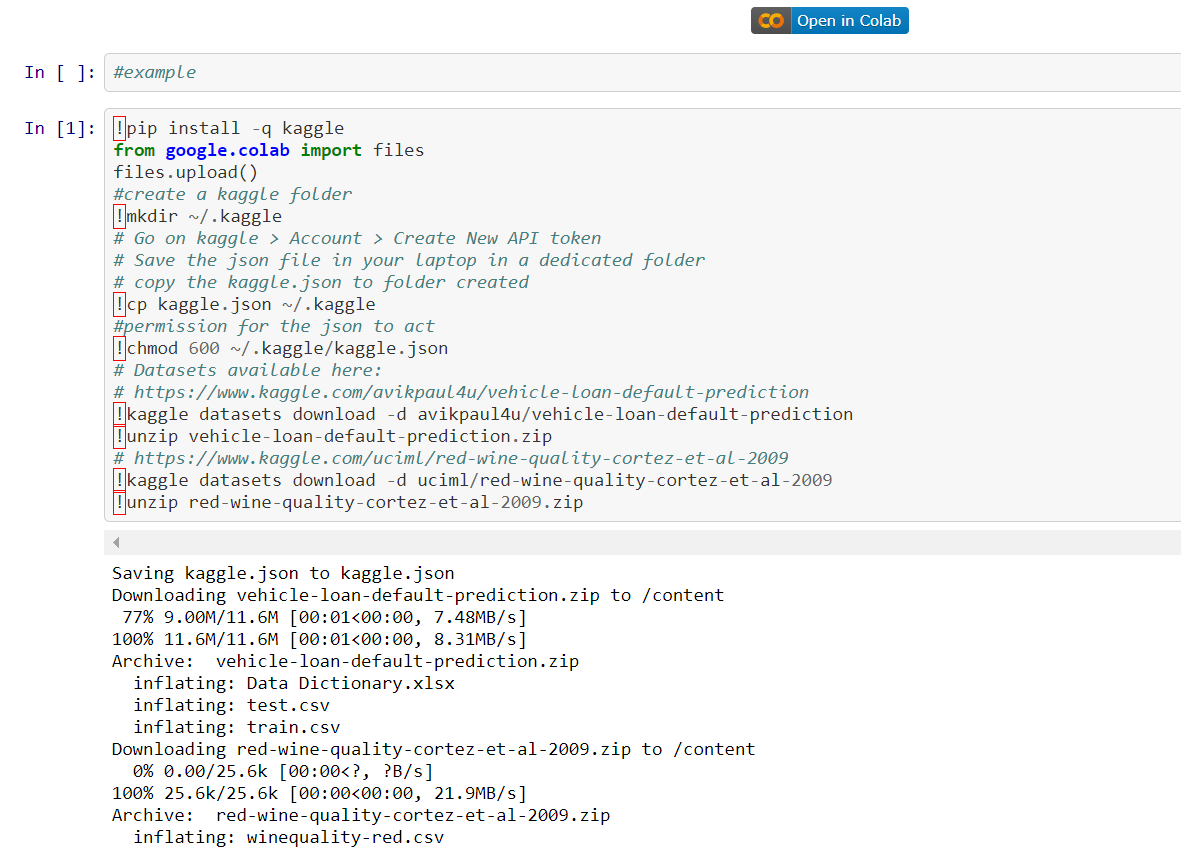 Open in Colab
In [ ]: #example
In [1]: !pip install -q kaggle
from google.colab import files
files.upload()
#create a kaggle folder
!mkdir ~/.kaggle
# Go on kaggle > Account > Create New API token
# Save the json file in your laptop in a dedicated folder
# copy the kaggle.json to folder created
!cp kaggle.json ~/.kaggle
#permission for the json to act
!chmod 600 ~/.kaggle/kaggle.json
# Datasets available here:
# https://www.kaggle.com/avikpaul4u/vehicle-loan-default-prediction
!kaggle datasets download -d avikpaul4u/vehicle-loan-default-prediction
!unzip vehicle-loan-default-prediction.zip
# https://www.kaggle.com/uciml/red-wine-quality-cortez-et-al-2009
!kaggle datasets download -d uciml/red-wine-quality-cortez-et-al-2009
!unzip red-wine-quality-cortez-et-al-2009.zip
Saving kaggle.json to kaggle.json
Downloading vehicle-loan-default-prediction.zip to /content
 77% 9.00M/11.6M [00:01<00:00, 7.48MB/s]
100% 11.6M/11.6M [00:01<00:00, 8.31MB/s]
Archive:  vehicle-loan-default-prediction.zip
  inflating: Data Dictionary.xlsx
  inflating: test.csv
  inflating: train.csv
Downloading red-wine-quality-cortez-et-al-2009.zip to /content
  0% 0.00/25.6k [00:00<?, ?B/s]
100% 25.6k/25.6k [00:00<00:00, 21.9MB/s]
Archive:  red-wine-quality-cortez-et-al-2009.zip
  inflating: winequality-red.csv